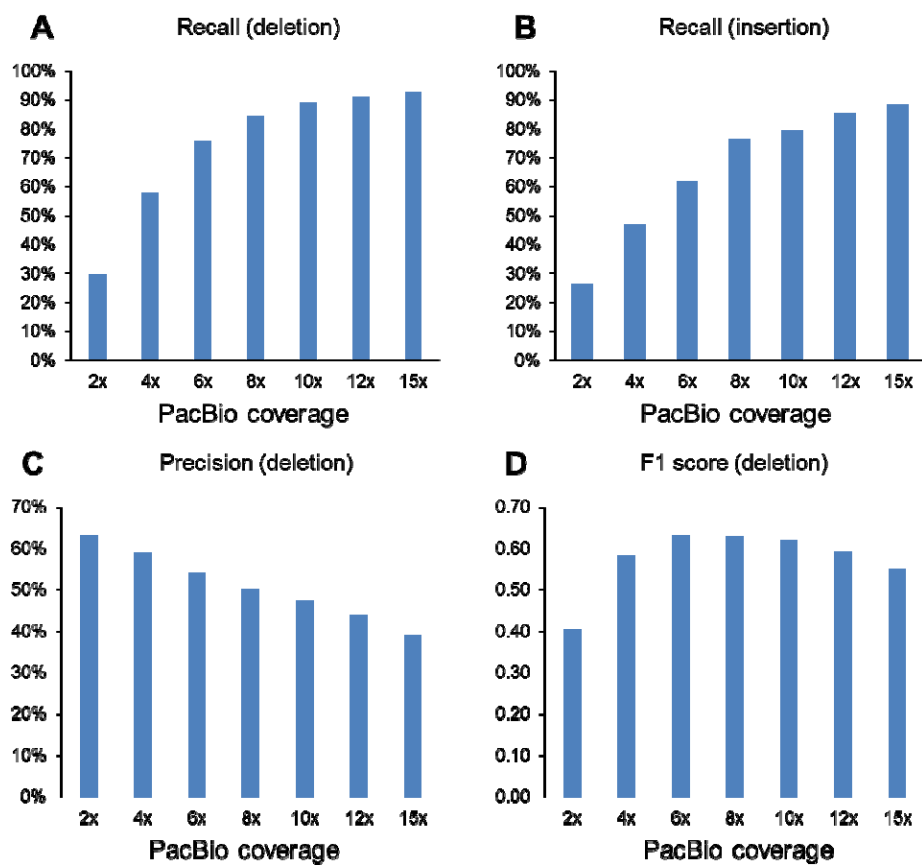 A
Recall (deletion)
100%
90%
80%
70%
60%
50%
40%
30%
20%
10%
0%
2x 4x 6x 8x 10x 12x 15x
PacBio coverage
B
Recall (insertion)
100%
90%
80%
70%
60%
50%
40%
30%
20%
10%
0%
2x 4x 6x 8x 10x 12x 15x
PacBio coverage
C
Precision (deletion)
70%
60%
50%
40%
30%
20%
10%
0%
2x 4x 6x 8x 10x 12x 15x
PacBio coverage
D
F1 score (deletion)
0.70
0.60
0.50
0.40
0.30
0.20
0.10
0.00
2x 4x 6x 8x 10x 12x 15x
PacBio coverage